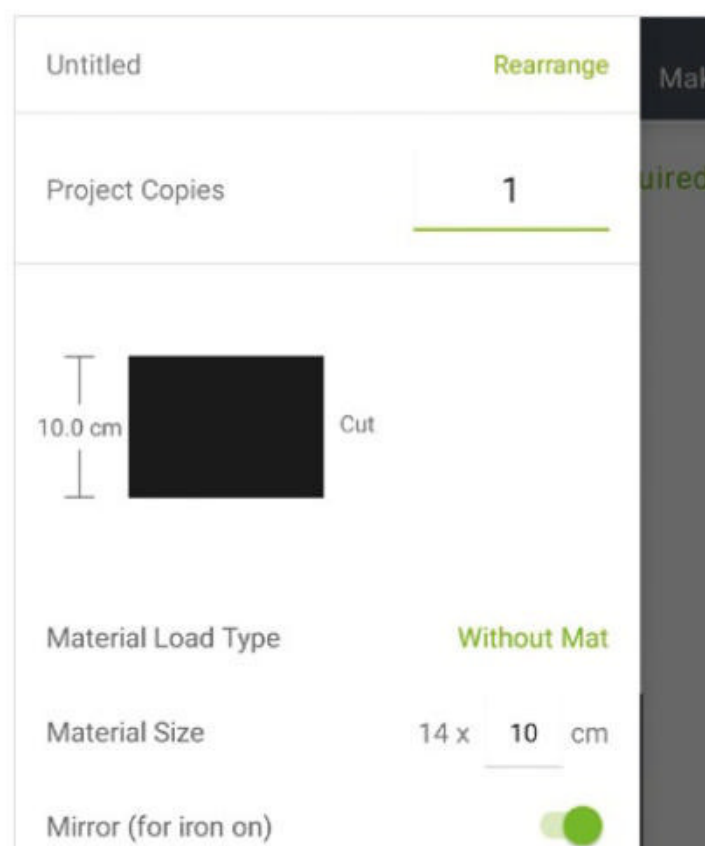 Untitled
Rearrange
Project Copies
1
10.0 cm
Cut
Material Load Type
Without Mat
Material Size
14 x 10 cm
Mirror (for iron on)